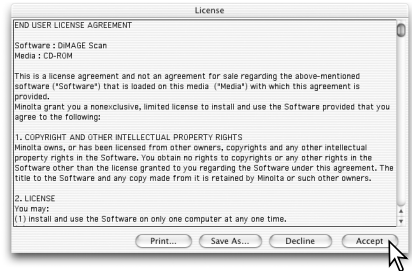 License
END USER LICENSE AGREEMENT
Software : DiMAGE Scan
Media : CD-ROM
This is a license agreement and not an agreement for sale regarding the above-mentioned
software ("Software") that is loaded on this media ("Media") with which this agreement is
provided.
Minolta grant you a nonexclusive, limited license to install and use the Software provided that you
agree to the following:
1. COPYRIGHT AND OTHER INTELLECTUAL PROPERTY RIGHTS
Minolta owns, or has been licensed from other owners, copyrights and any other intellectual
property rights in the Software. You obtain no rights to copyrights or any other rights in the
Software other than the license granted to you regarding the Software under this agreement. The
title to the Software and any copy made from it is retained by Minolta or such other owners.
2. LICENSE
You may:
(1) install and use the Software on only one computer at any one time.
Print... Save As... Decline Accept